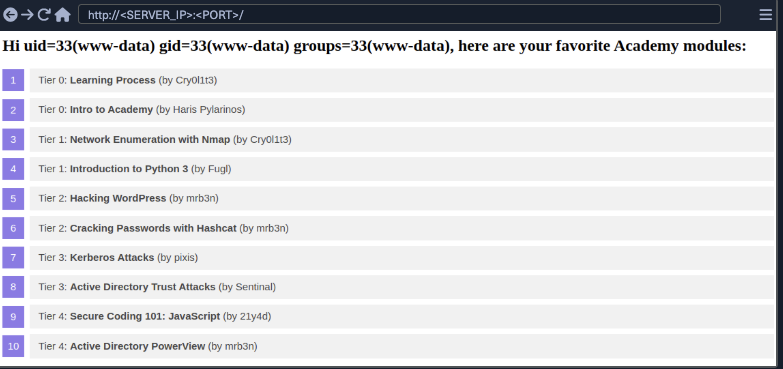 http://<SERVER_IP>:<PORT>/
Hi uid=33(www-data) gid=33(www-data) groups=33(www-data), here are your favorite Academy modules:
1 Tier 0: Learning Process (by Cry0l1t3)
2 Tier 0: Intro to Academy (by Haris Pylarinos)
3 Tier 1: Network Enumeration with Nmap (by Cry0l1t3)
4 Tier 1: Introduction to Python 3 (by Fugl)
5 Tier 2: Hacking WordPress (by mrb3n)
6 Tier 2: Cracking Passwords with Hashcat (by mrb3n)
7 Tier 3: Kerberos Attacks (by pixis)
8 Tier 3: Active Directory Trust Attacks (by Sentinal)
9 Tier 4: Secure Coding 101: JavaScript (by 21y4d)
10 Tier 4: Active Directory PowerView (by mrb3n)